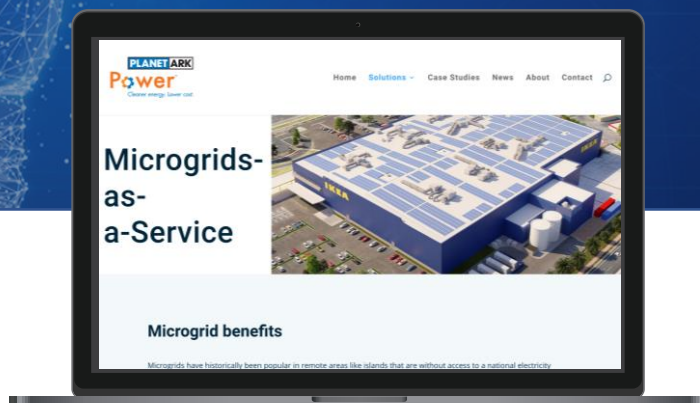 PLANET ARK
Power
Cleaner energy. Lower cost
Home Solutions Case Studies News About Contact
Microgrids-
as-
a-Service
IKEA
IKEA
Microgrid benefits
Microgrids have historically been popular in remote areas like islands that are without access to a national electricity